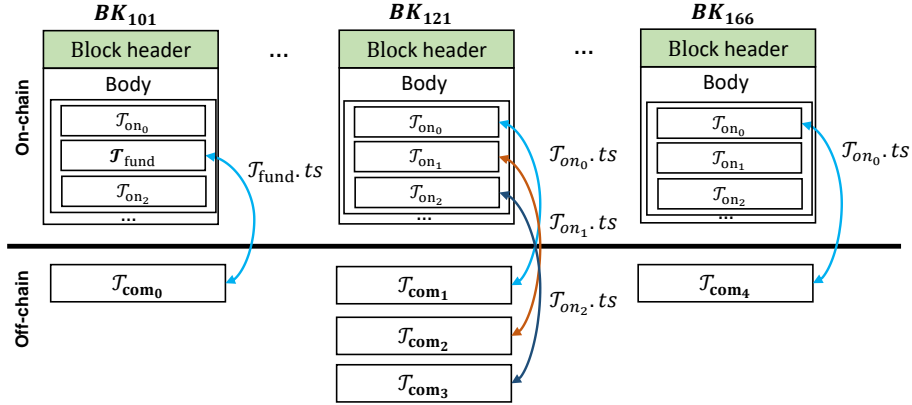 BK₁₀₁ ... BK₁₂₁ ... BK₁₆₆
Block header Block header Block header
Body Body Body
On-chain
𝒯on₀ 𝒯on₀ 𝒯on₀
𝒯fund 𝒯on₁ 𝒯on₁
𝒯on₂ 𝒯on₂ 𝒯on₂
... ... ...
𝒯fund.ts 𝒯on₀.ts 𝒯on₀.ts
𝒯on₁.ts
Off-chain
𝒯com₀ 𝒯com₁ 𝒯com₄
𝒯on₂.ts
𝒯com₂
𝒯com₃